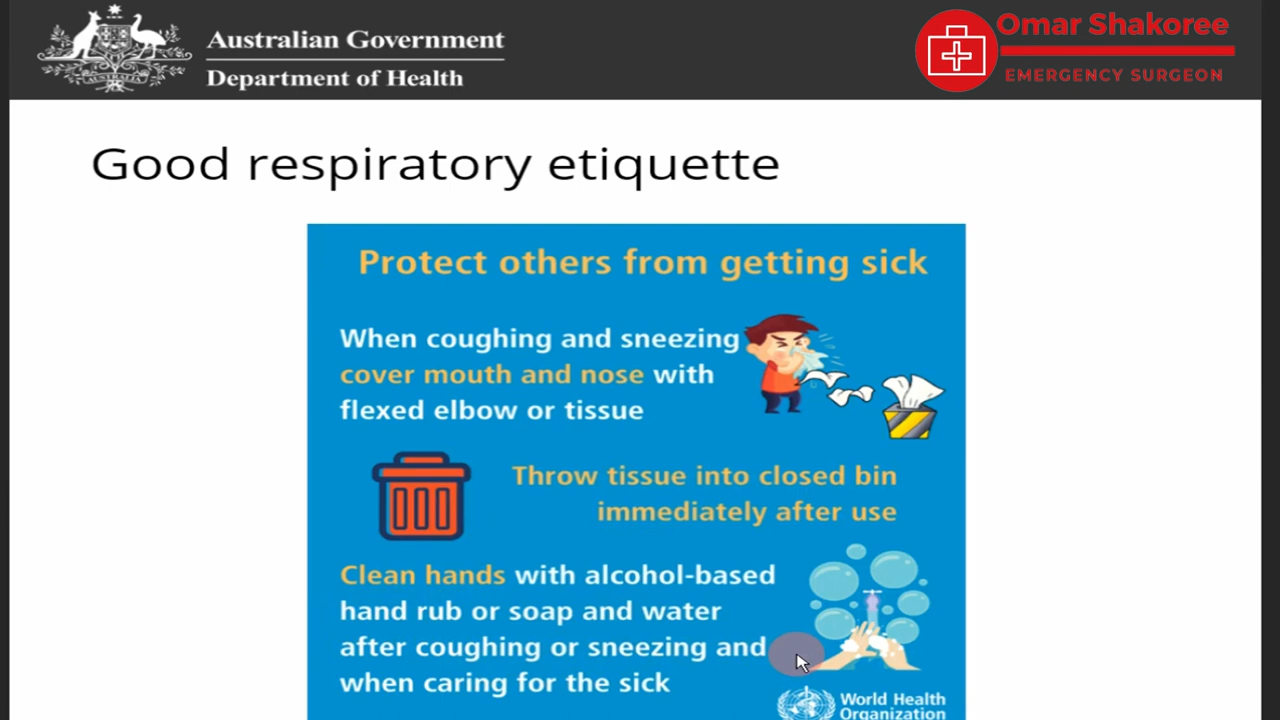 Australian Government
Department of Health
Omar Shakoree
EMERGENCY SURGEON
Good respiratory etiquette
Protect others from getting sick
When coughing and sneezing
cover mouth and nose with
flexed elbow or tissue
Throw tissue into closed bin
immediately after use
Clean hands with alcohol-based
hand rub or soap and water
after coughing or sneezing and
when caring for the sick
World Health
Organization